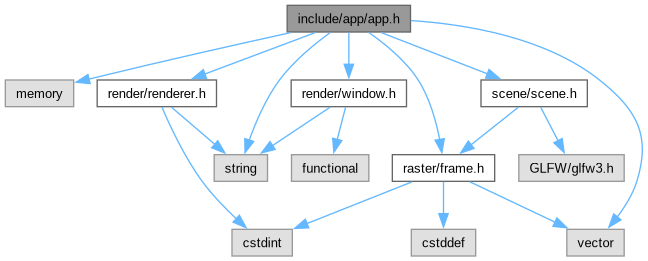 include/app/app.h
memory
render/renderer.h
render/window.h
scene/scene.h
string
functional
raster/frame.h
GLFW/glfw3.h
cstdint
cstddef
vector